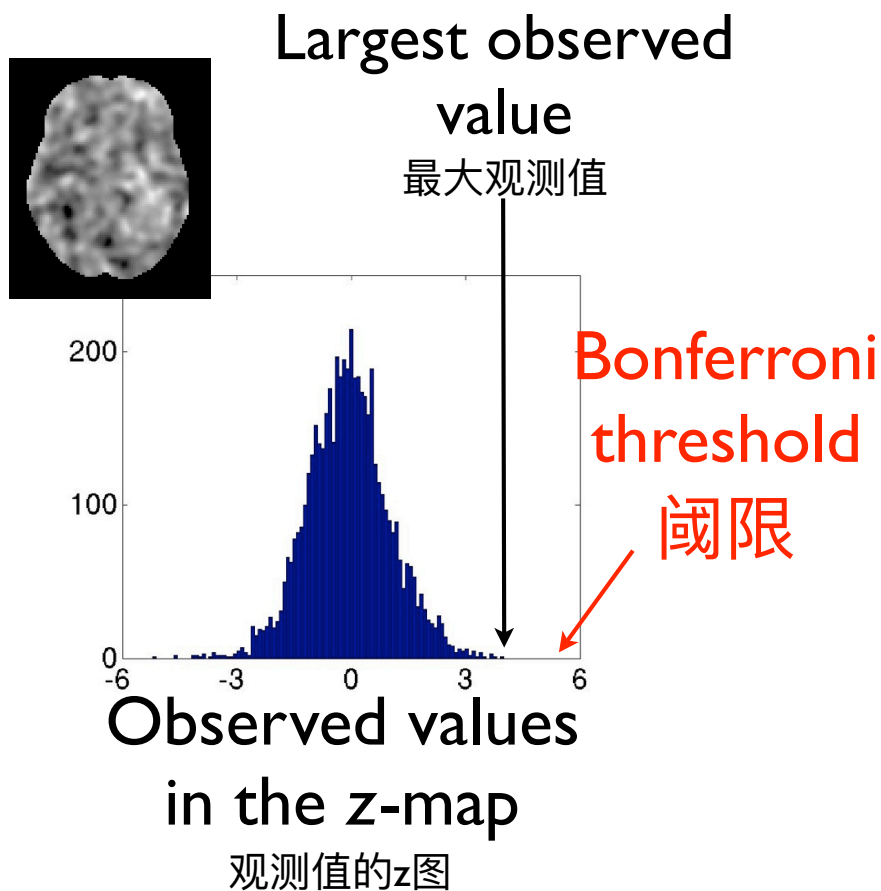 Largest observed
value
最大观测值
200
Bonferroni
threshold
阈限
100
0
-6 -3 0 3 6
Observed values
in the z-map
观测值的z图